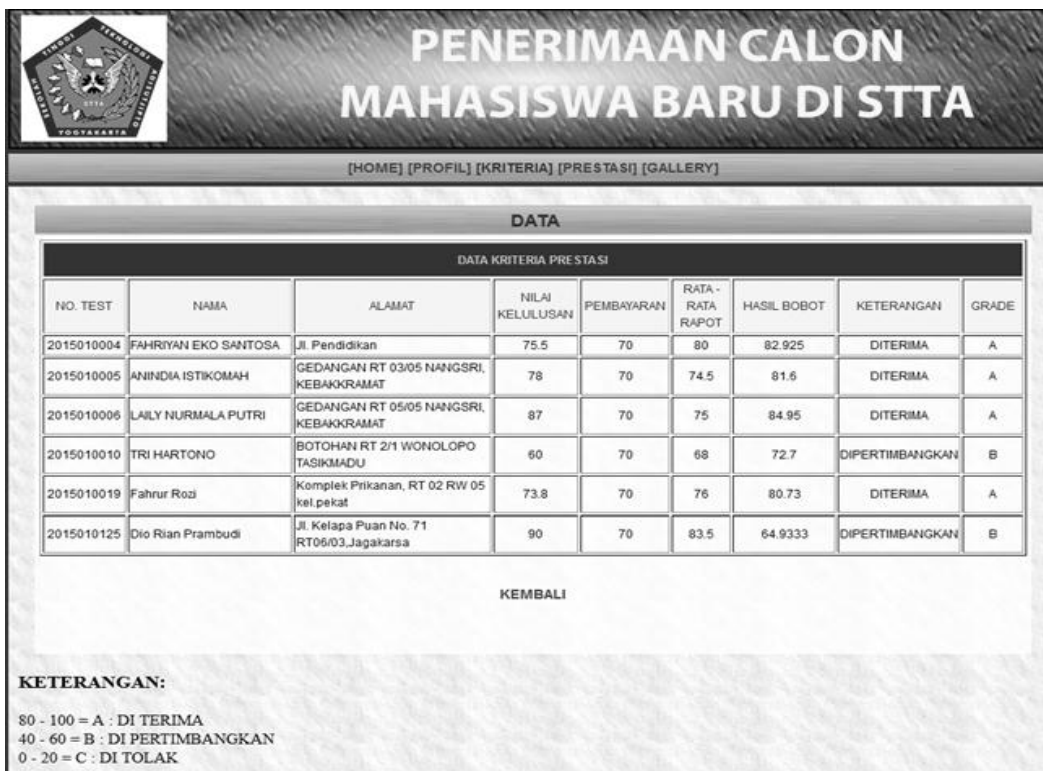 SEKOLAH TINGGI TEKNOLOGI ADISUTJIPTO
STTA
YOGYAKARTA
PENERIMAAN CALON
MAHASISWA BARU DI STTA
[HOME] [PROFIL] [KRITERIA] [PRESTASI] [GALLERY]
DATA
DATA KRITERIA PRESTASI
NO. TEST NAMA ALAMAT NILAI KELULUSAN PEMBAYARAN RATA - RATA RAPOT HASIL BOBOT KETERANGAN GRADE
2015010004 FAHRIYAN EKO SANTOSA Jl. Pendidikan 75.5 70 80 82.925 DITERIMA A
2015010005 ANINDIA ISTIKOMAH GEDANGAN RT 03/05 NANGSRI, KEBAKKRAMAT 78 70 74.5 81.6 DITERIMA A
2015010006 LAILY NURMALA PUTRI GEDANGAN RT 05/05 NANGSRI, KEBAKKRAMAT 87 70 75 84.95 DITERIMA A
2015010010 TRI HARTONO BOTOHAN RT 2/1 WONOLOPO TASIKMADU 60 70 68 72.7 DIPERTIMBANGKAN B
2015010019 Fahrur Rozi Komplek Prikanan, RT 02 RW 05 kel.pekat 73.8 70 76 80.73 DITERIMA A
2015010125 Dio Rian Prambudi Jl. Kelapa Puan No. 71 RT06/03,Jagakarsa 90 70 83.5 64.9333 DIPERTIMBANGKAN B
KEMBALI
KETERANGAN:
80 - 100 = A : DI TERIMA
40 - 60 = B : DI PERTIMBANGKAN
0 - 20 = C : DI TOLAK